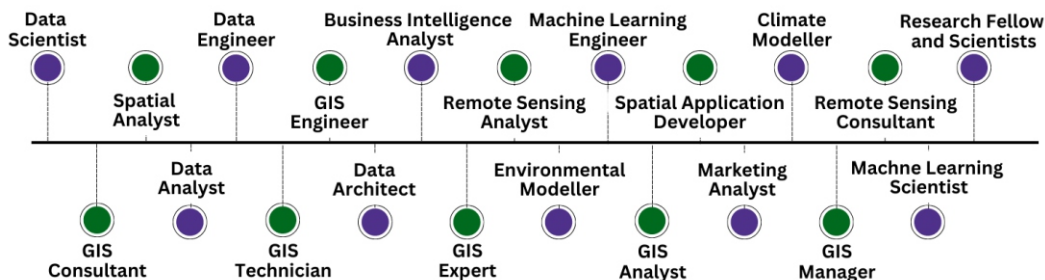 Data
Scientist
Data
Engineer
Business Intelligence
Analyst
Machine Learning
Engineer
Climate
Modeller
Research Fellow
and Scientists
Spatial
Analyst
GIS
Engineer
Remote Sensing
Analyst
Spatial Application
Developer
Remote Sensing
Consultant
Data
Analyst
Data
Architect
Environmental
Modeller
Marketing
Analyst
Machne Learning
Scientist
GIS
Consultant
GIS
Technician
GIS
Expert
GIS
Analyst
GIS
Manager